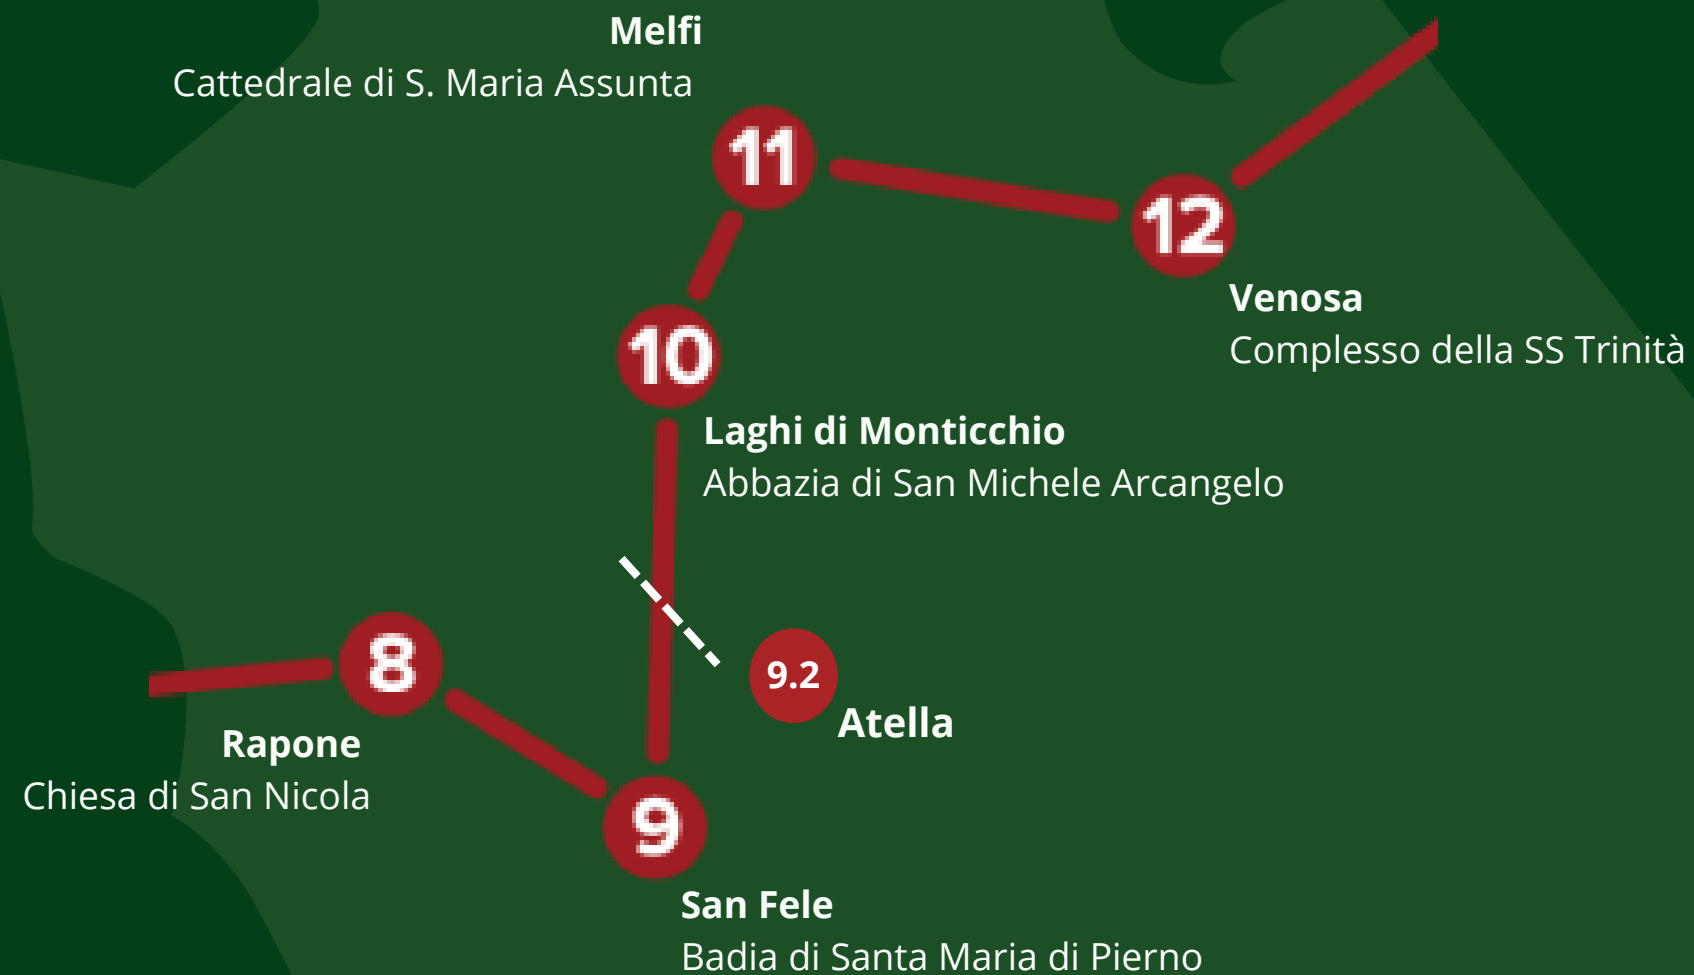 Melfi
Cattedrale di S. Maria Assunta
11
12
Venosa
Complesso della SS Trinità
10
Laghi di Monticchio
Abbazia di San Michele Arcangelo
8
Rapone
Chiesa di San Nicola
9.2
Atella
9
San Fele
Badia di Santa Maria di Pierno